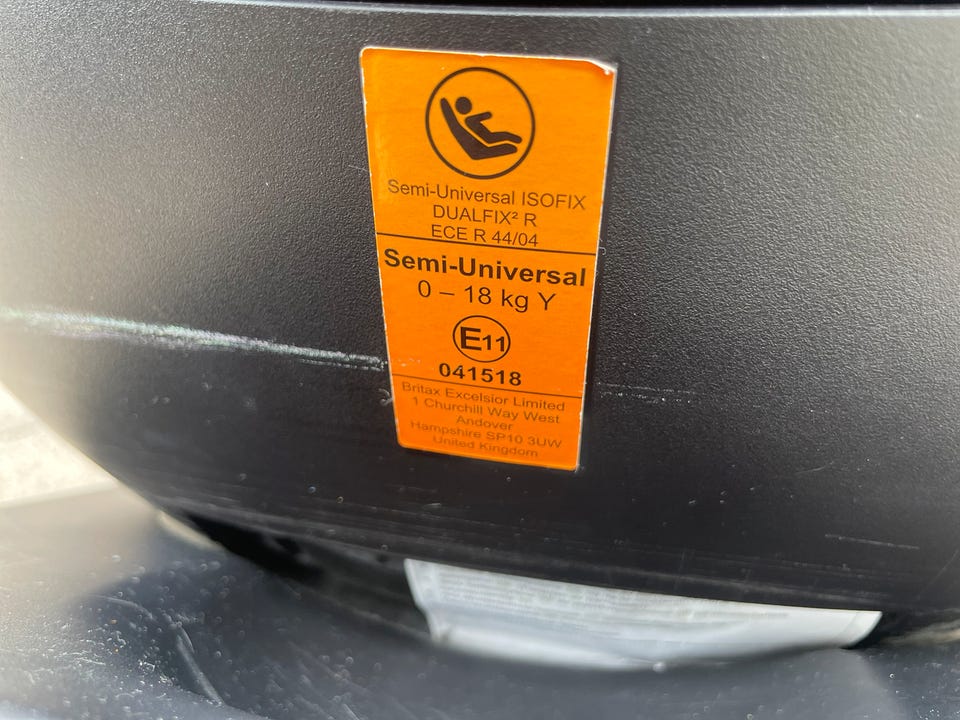 Semi-Universal ISOFIX
DUALFIX² R
ECE R 44/04
Semi-Universal
0 – 18 kg Y
E11
041518
Britax Excelsior Limited
1 Churchill Way West
Andover
Hampshire SP10 3UW
United Kingdom